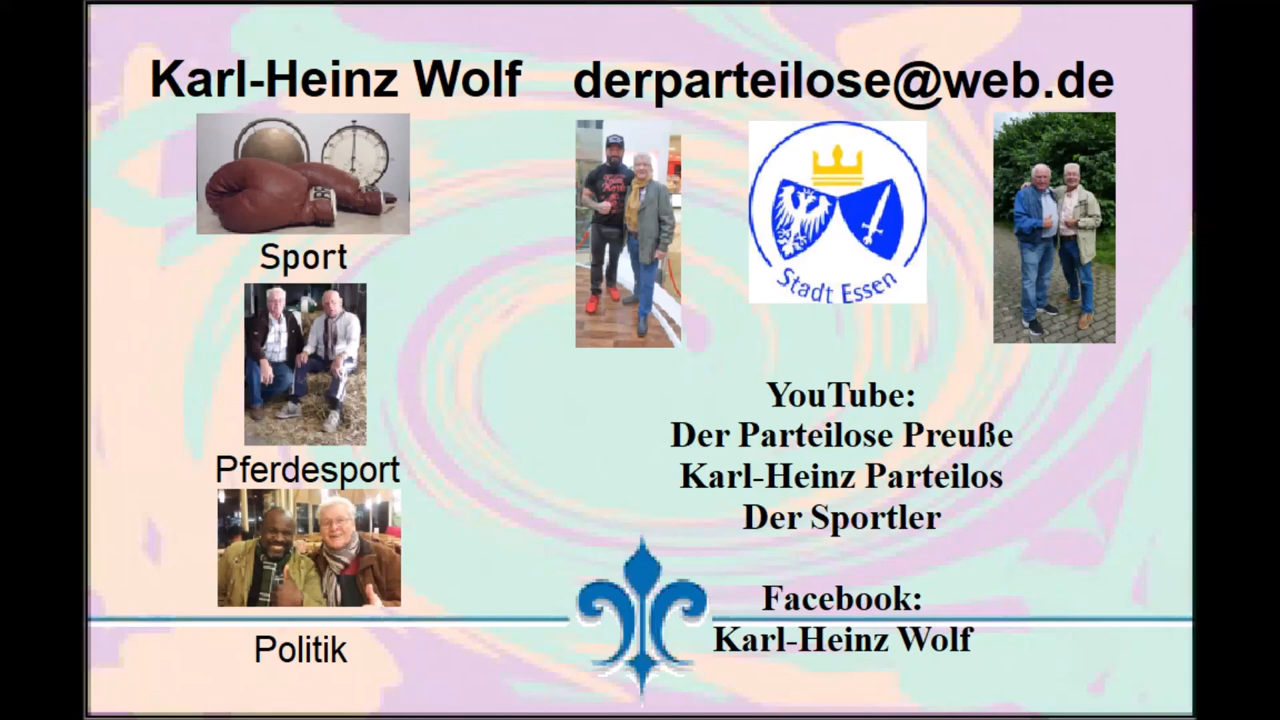 Karl-Heinz Wolf
derparteilose@web.de
Sport
Pferdesport
Politik
Stadt Essen
YouTube:
Der Parteilose Preuße
Karl-Heinz Parteilos
Der Sportler
Facebook:
Karl-Heinz Wolf